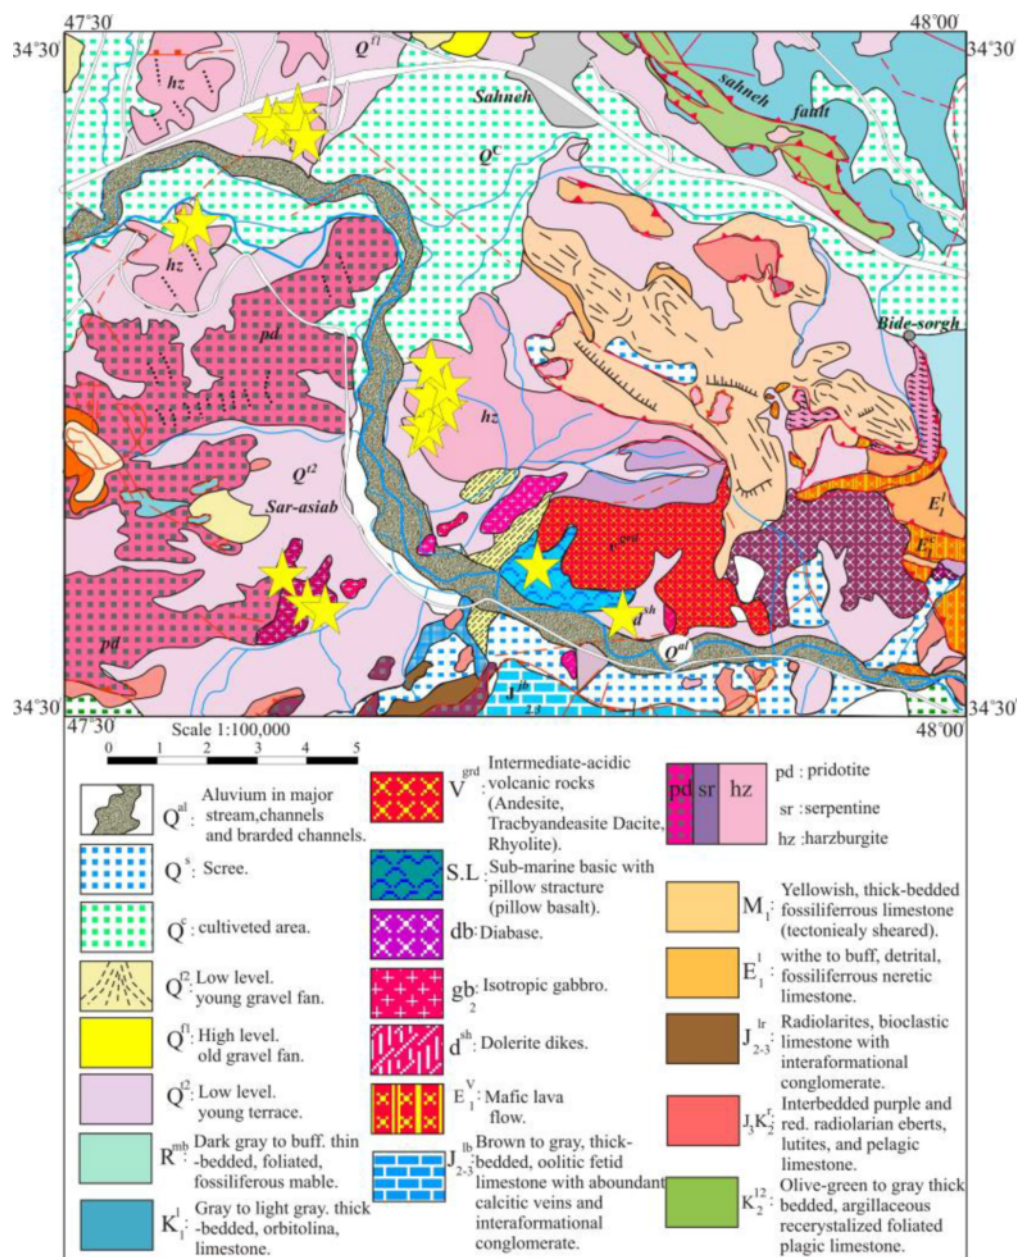 47°30′
48°00′
34°30′
34°30′
Q^f1
hz
Sahneh
sahneh
fault
Q^C
hz
pd
Bide-sorgh
hz
Q^t2
Sar-asiab
E_1^l
v^grd
E_1^c
d^sh
pd
Q^al
J^lb
2-3
34°30′
34°30′
47°30′
48°00′
Scale 1:100,000
0 1 2 3 4 5
Q^al : Aluvium in major
stream,channels
and brarded channels.
Q^s : Scree.
Q^c : cultiveted area.
Q^f2 : Low level.
young gravel fan.
Q^f1 : High level.
old gravel fan.
Q^t2 : Low level.
young terrace.
R^mb : Dark gray to buff. thin
-bedded, foliated,
fossiliferous mable.
K_1^l : Gray to light gray. thick
-bedded, orbitolina,
limestone.
V^grd : Intermediate-acidic
volcanic rocks
(Andesite,
Tracbyandeasite Dacite,
Rhyolite).
S.L : Sub-marine basic with
pillow stracture
(pillow basalt).
db: Diabase.
gb_2 : Isotropic gabbro.
d^sh : Dolerite dikes.
E_1^V : Mafic lava
flow.
J_2-3^lb : Brown to gray, thick-
bedded, oolitic fetid
limestone with aboundant
calcitic veins and
interaformational
conglomerate.
pd sr hz
pd : pridotite
sr : serpentine
hz : harzburgite
M_1 : Yellowish, thick-bedded
fossiliferrous limestone
(tectoniealy sheared).
E_1^l : withe to buff, detrital,
fossiliferrous neretic
limestone.
J_2-3^lr : Radiolarites, bioclastic
limestone with
interaformational
conglomerate.
J_3K_2^r : Interbedded purple and
red. radiolarian eberts,
lutites, and pelagic
limestone.
K_2^12 : Olive-green to gray thick
bedded, argillaceous
recerystalized foliated
plagic limestone.